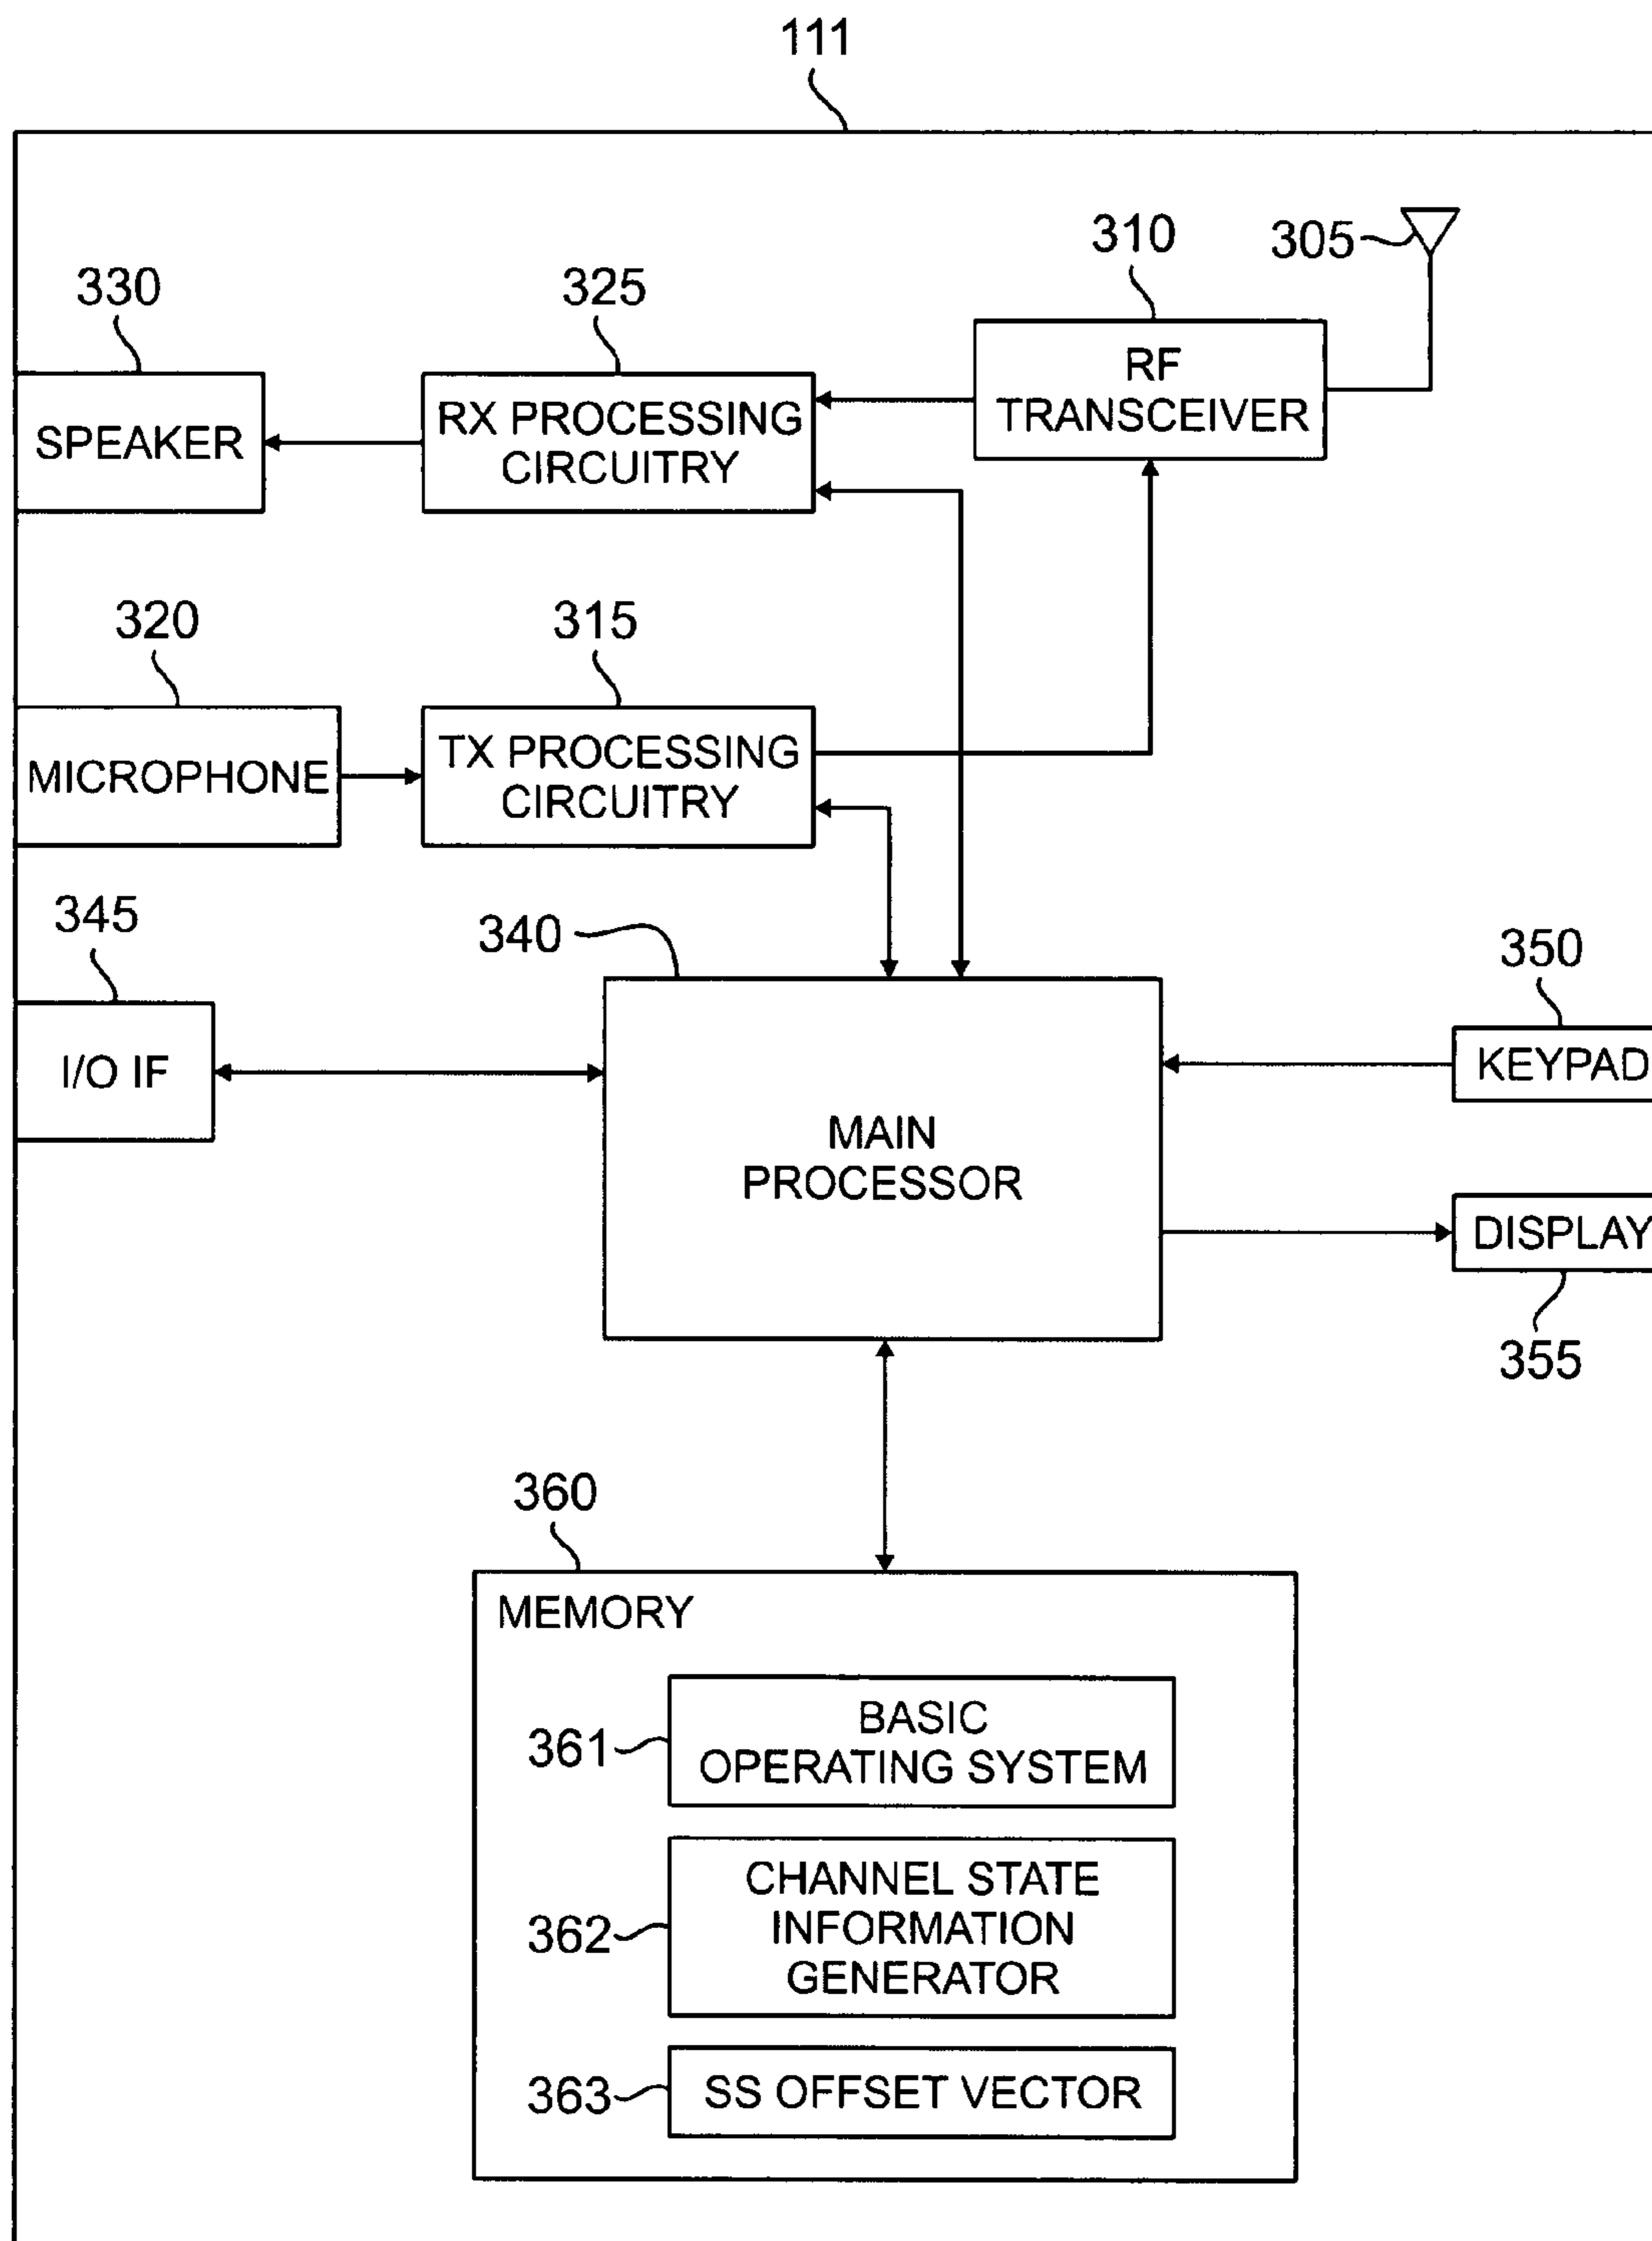 111
305
310
RF
TRANSCEIVER
325
RX PROCESSING
CIRCUITRY
330
SPEAKER
320
MICROPHONE
315
TX PROCESSING
CIRCUITRY
345
I/O IF
340
MAIN
PROCESSOR
350
KEYPAD
DISPLAY
355
360
MEMORY
361
BASIC
OPERATING SYSTEM
362
CHANNEL STATE
INFORMATION
GENERATOR
363
SS OFFSET VECTOR